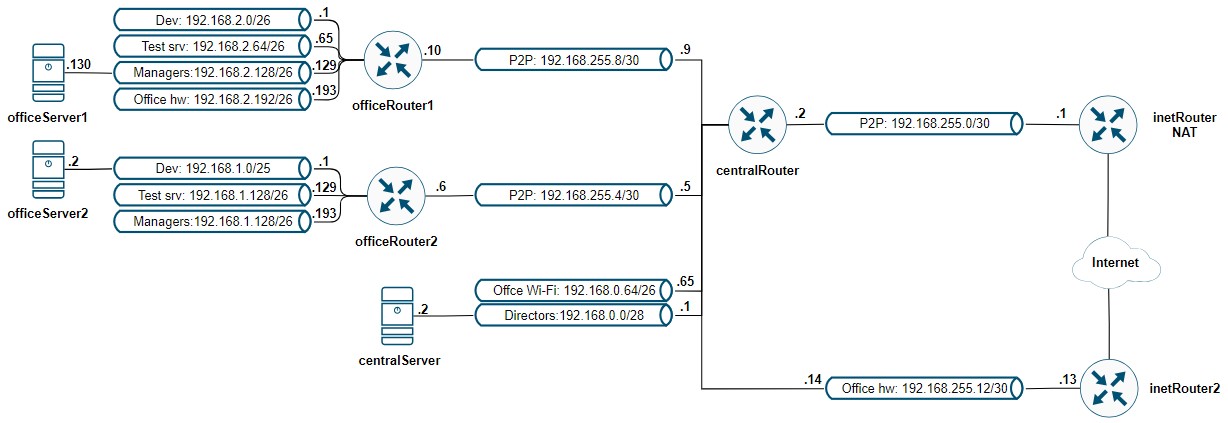 Dev: 192.168.2.0/26
.1
Test srv: 192.168.2.64/26
.65
.130
Managers:192.168.2.128/26
.129
Office hw: 192.168.2.192/26
.193
officeServer1
officeRouter1
.10
P2P: 192.168.255.8/30
.9
.2
Dev: 192.168.1.0/25
.1
Test srv: 192.168.1.128/26
.129
Managers:192.168.1.128/26
.193
officeServer2
officeRouter2
.6
P2P: 192.168.255.4/30
.5
centralRouter
.2
P2P: 192.168.255.0/30
.1
inetRouter
NAT
Internet
Offce Wi-Fi: 192.168.0.64/26
.65
.2
Directors:192.168.0.0/28
.1
centralServer
.14
Office hw: 192.168.255.12/30
.13
inetRouter2